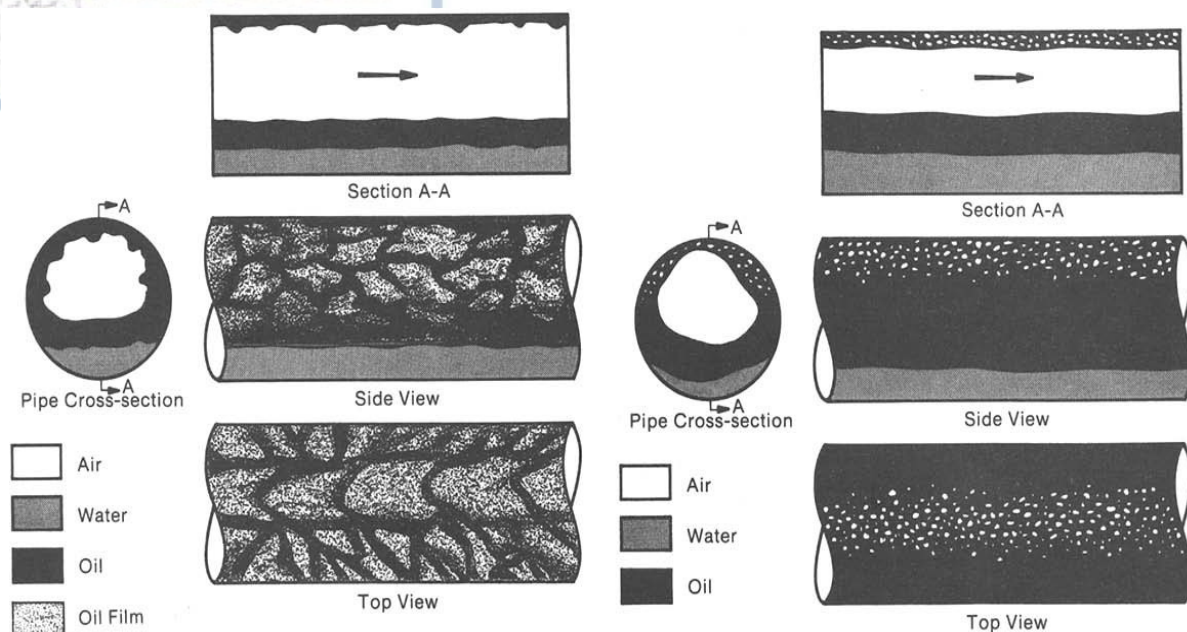 Section A-A
A
A
Pipe Cross-section
Side View
Air
Water
Oil
Oil Film
Top View
Section A-A
A
A
Pipe Cross-section
Side View
Air
Water
Oil
Top View